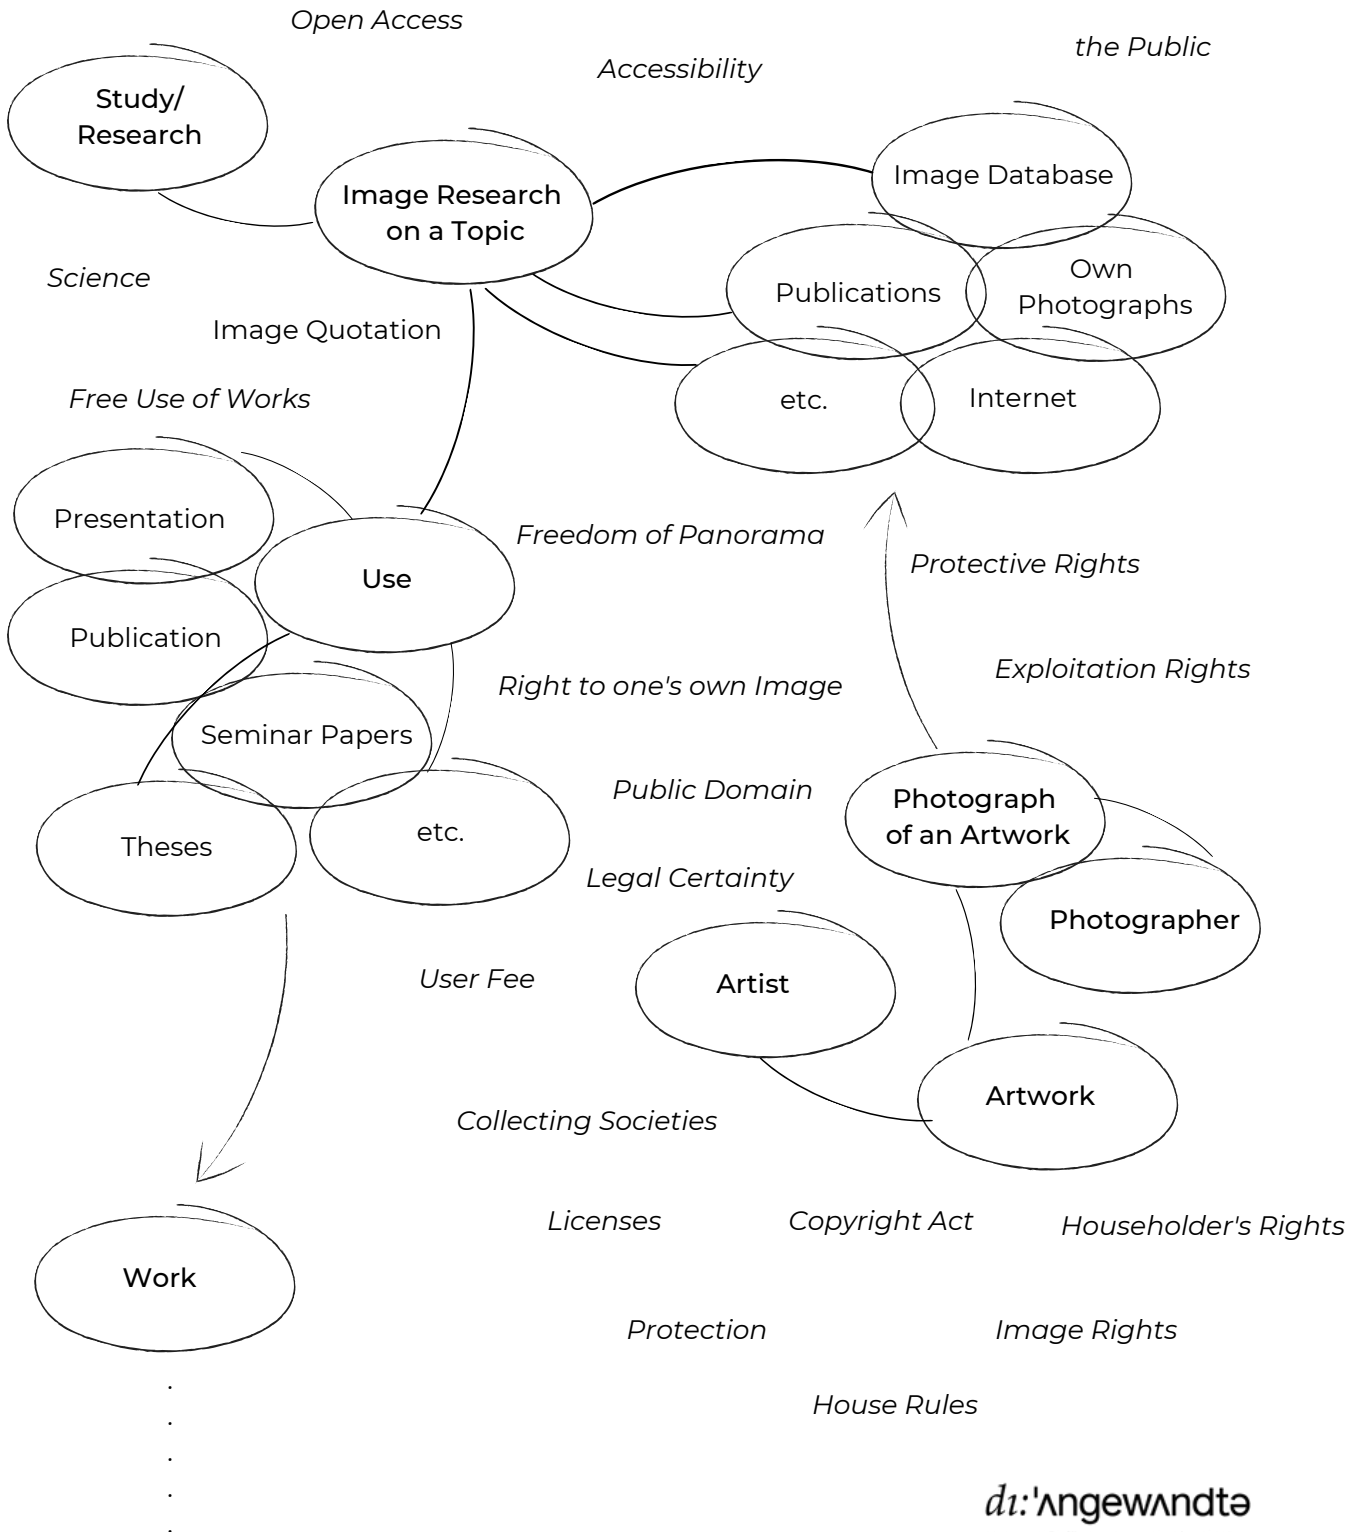 Open Access
the Public
Accessibility
Study/
Research
Image Database
Image Research
on a Topic
Own
Photographs
Publications
Science
Image Quotation
Free Use of Works
etc.
Internet
Presentation
Freedom of Panorama
Protective Rights
Use
Publication
Exploitation Rights
Right to one's own Image
Seminar Papers
Public Domain
Photograph
of an Artwork
etc.
Theses
Legal Certainty
Photographer
User Fee
Artist
Artwork
Collecting Societies
Licenses
Copyright Act
Householder's Rights
Work
Protection
Image Rights
House Rules
dı:'ʌngewʌndtə